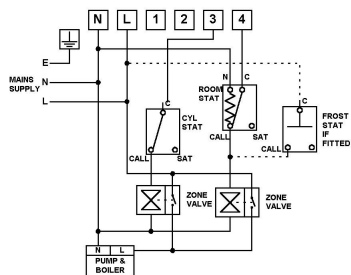 N L 1 2 3 4
E
MAINS
SUPPLY
N
L
C
CYL
STAT
CALL SAT
N C
ROOM
STAT
CALL SAT
C
FROST
STAT
IF
FITTED
CALL
ZONE
VALVE
ZONE
VALVE
N L
PUMP &
BOILER